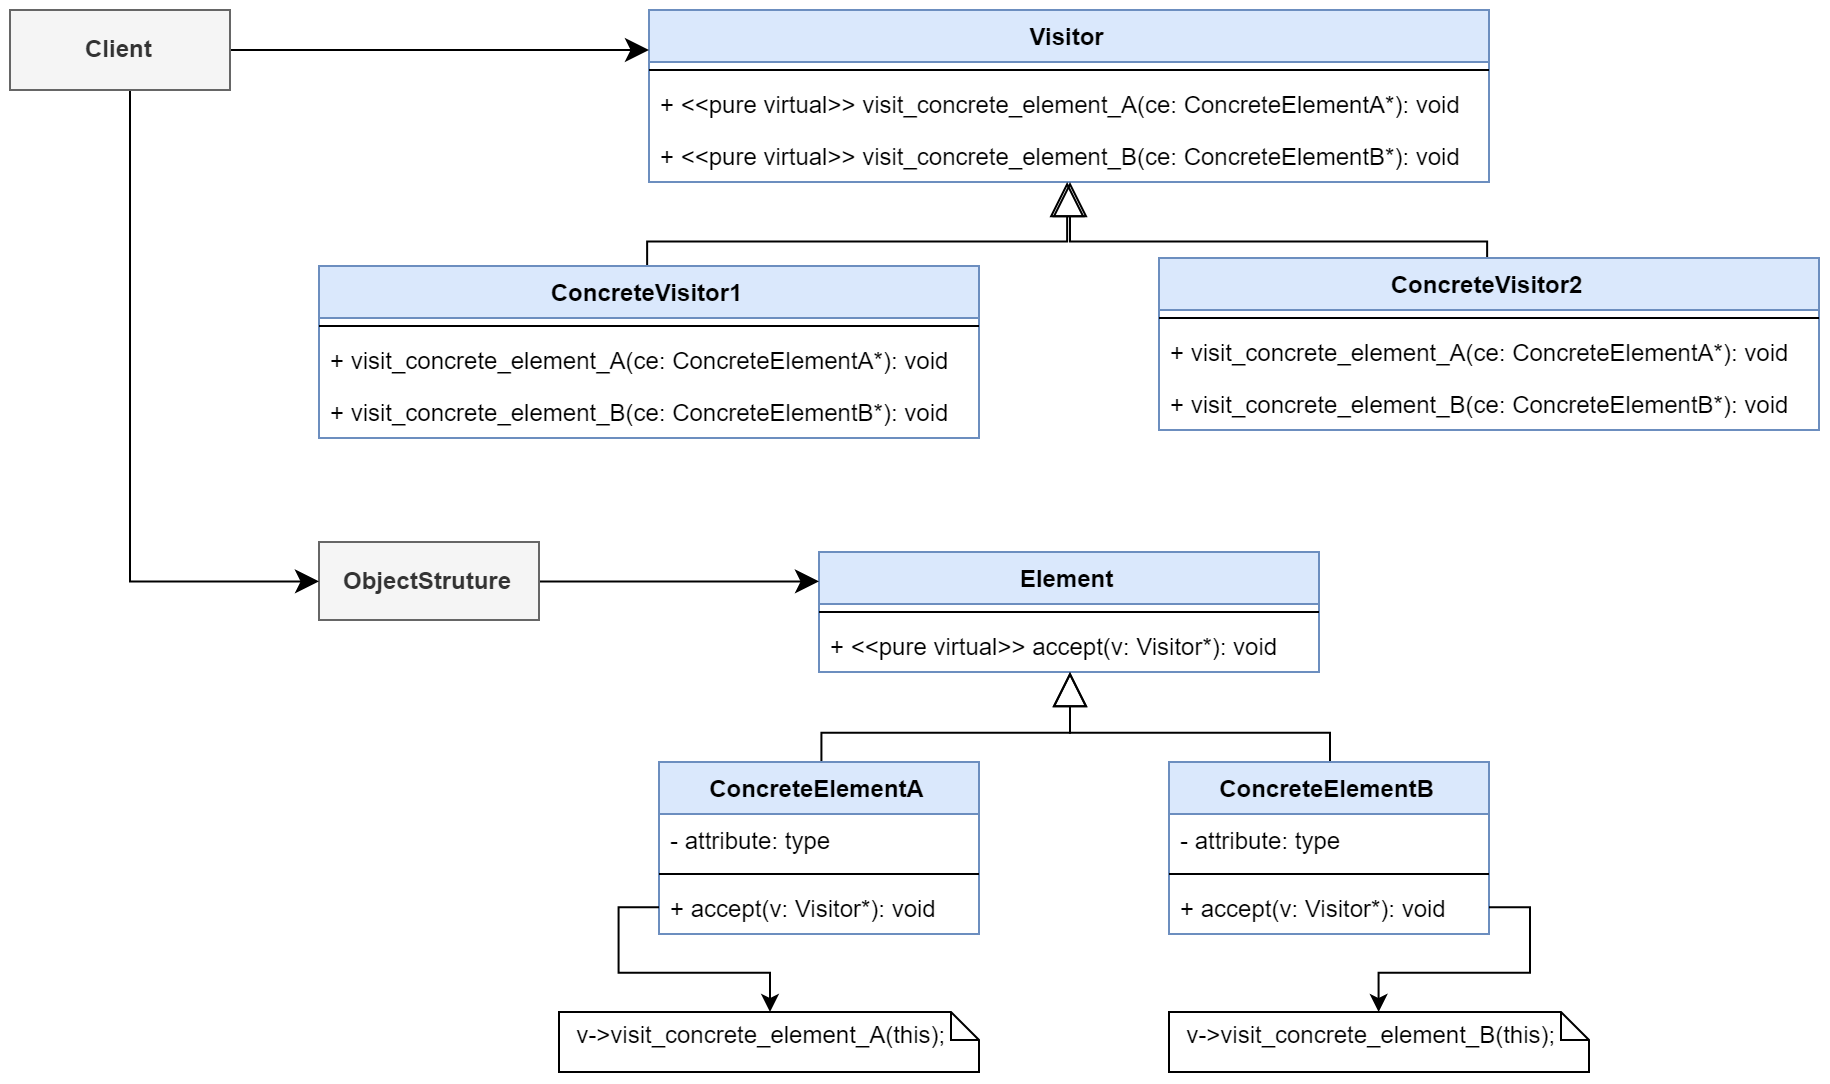 Client
Visitor
+ <<pure virtual>> visit_concrete_element_A(ce: ConcreteElementA*): void
+ <<pure virtual>> visit_concrete_element_B(ce: ConcreteElementB*): void
ConcreteVisitor1
+ visit_concrete_element_A(ce: ConcreteElementA*): void
+ visit_concrete_element_B(ce: ConcreteElementB*): void
ConcreteVisitor2
+ visit_concrete_element_A(ce: ConcreteElementA*): void
+ visit_concrete_element_B(ce: ConcreteElementB*): void
ObjectStruture
Element
+ <<pure virtual>> accept(v: Visitor*): void
ConcreteElementA
- attribute: type
+ accept(v: Visitor*): void
ConcreteElementB
- attribute: type
+ accept(v: Visitor*): void
v->visit_concrete_element_A(this);
v->visit_concrete_element_B(this);